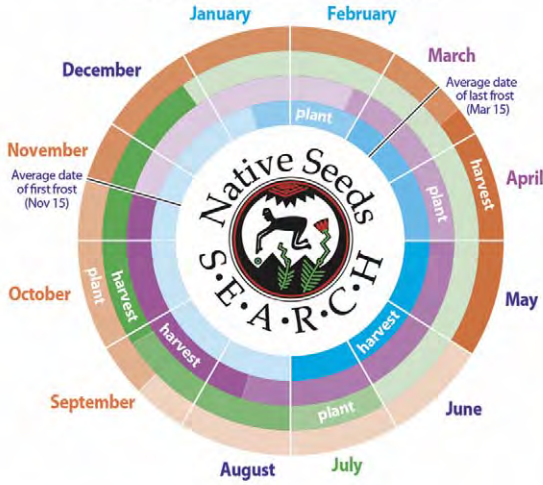 January
February
March
Average date
of last frost
(Mar 15)
April
May
June
July
August
September
October
November
Average date
of first frost
(Nov 15)
December
plant
harvest
plant
harvest
plant
harvest
harvest
plant
Native Seeds
S•E•A•R•C•H